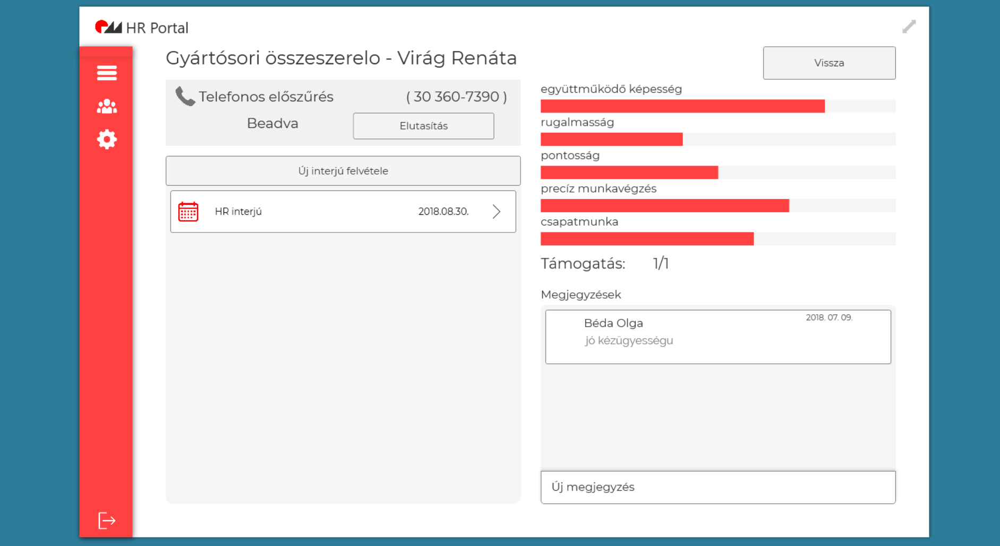 HR Portal
Gyártósori összeszerelo - Virág Renáta
Vissza
Telefonos előszűrés ( 30 360-7390 )
Beadva Elutasítás
Új interjú felvétele
HR interjú 2018.08.30.
együttműködő képesség
rugalmasság
pontosság
precíz munkavégzés
csapatmunka
Támogatás: 1/1
Megjegyzések
Béda Olga 2018. 07. 09.
jó kézügyességu
Új megjegyzés